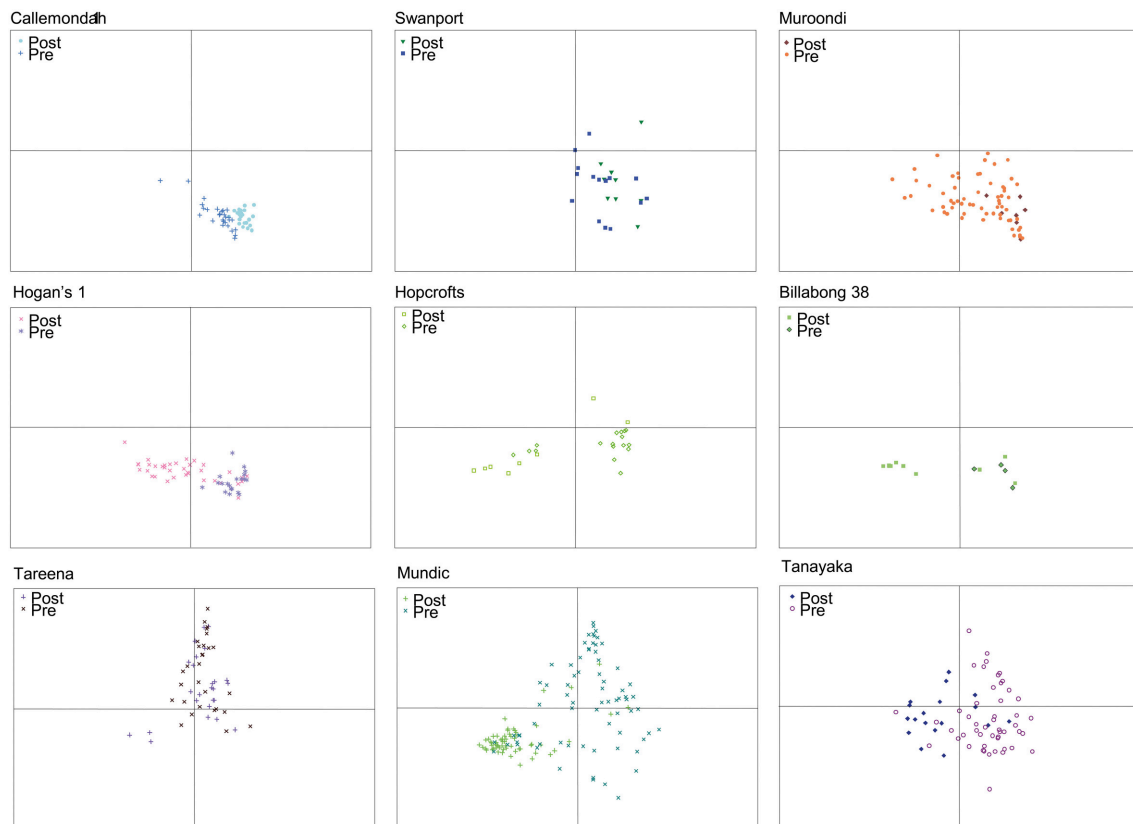 Callemondah1 Swanport Muroondi
Post Post Post
Pre Pre Pre
Hogan's 1 Hopcrofts Billabong 38
Post Post Post
Pre Pre Pre
Tareena Mundic Tanayaka
Post Post Post
Pre Pre Pre